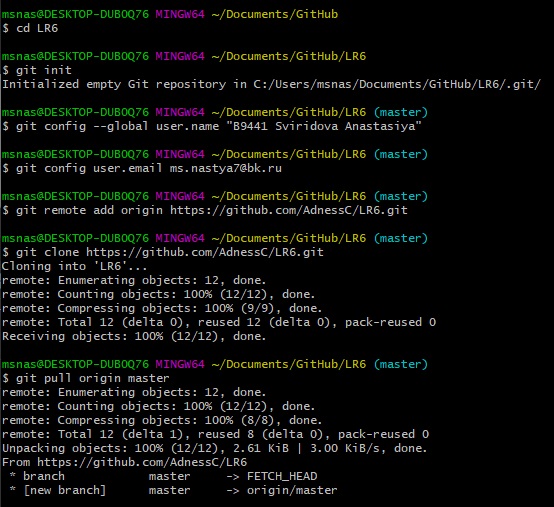 msnas@DESKTOP-DUBOQ76 MINGW64 ~/Documents/GitHub
$ cd LR6
msnas@DESKTOP-DUBOQ76 MINGW64 ~/Documents/GitHub/LR6
$ git init
Initialized empty Git repository in C:/Users/msnas/Documents/GitHub/LR6/.git/
msnas@DESKTOP-DUBOQ76 MINGW64 ~/Documents/GitHub/LR6 (master)
$ git config --global user.name "B9441 Sviridova Anastasiya"
msnas@DESKTOP-DUBOQ76 MINGW64 ~/Documents/GitHub/LR6 (master)
$ git config user.email ms.nastya7@bk.ru
msnas@DESKTOP-DUBOQ76 MINGW64 ~/Documents/GitHub/LR6 (master)
$ git remote add origin https://github.com/AdnessC/LR6.git
msnas@DESKTOP-DUBOQ76 MINGW64 ~/Documents/GitHub/LR6 (master)
$ git clone https://github.com/AdnessC/LR6.git
Cloning into 'LR6'...
remote: Enumerating objects: 12, done.
remote: Counting objects: 100% (12/12), done.
remote: Compressing objects: 100% (9/9), done.
remote: Total 12 (delta 0), reused 12 (delta 0), pack-reused 0
Receiving objects: 100% (12/12), done.
msnas@DESKTOP-DUBOQ76 MINGW64 ~/Documents/GitHub/LR6 (master)
$ git pull origin master
remote: Enumerating objects: 12, done.
remote: Counting objects: 100% (12/12), done.
remote: Compressing objects: 100% (8/8), done.
remote: Total 12 (delta 1), reused 8 (delta 0), pack-reused 0
Unpacking objects: 100% (12/12), 2.61 KiB | 3.00 KiB/s, done.
From https://github.com/AdnessC/LR6
 * branch            master     -> FETCH_HEAD
 * [new branch]      master     -> origin/master